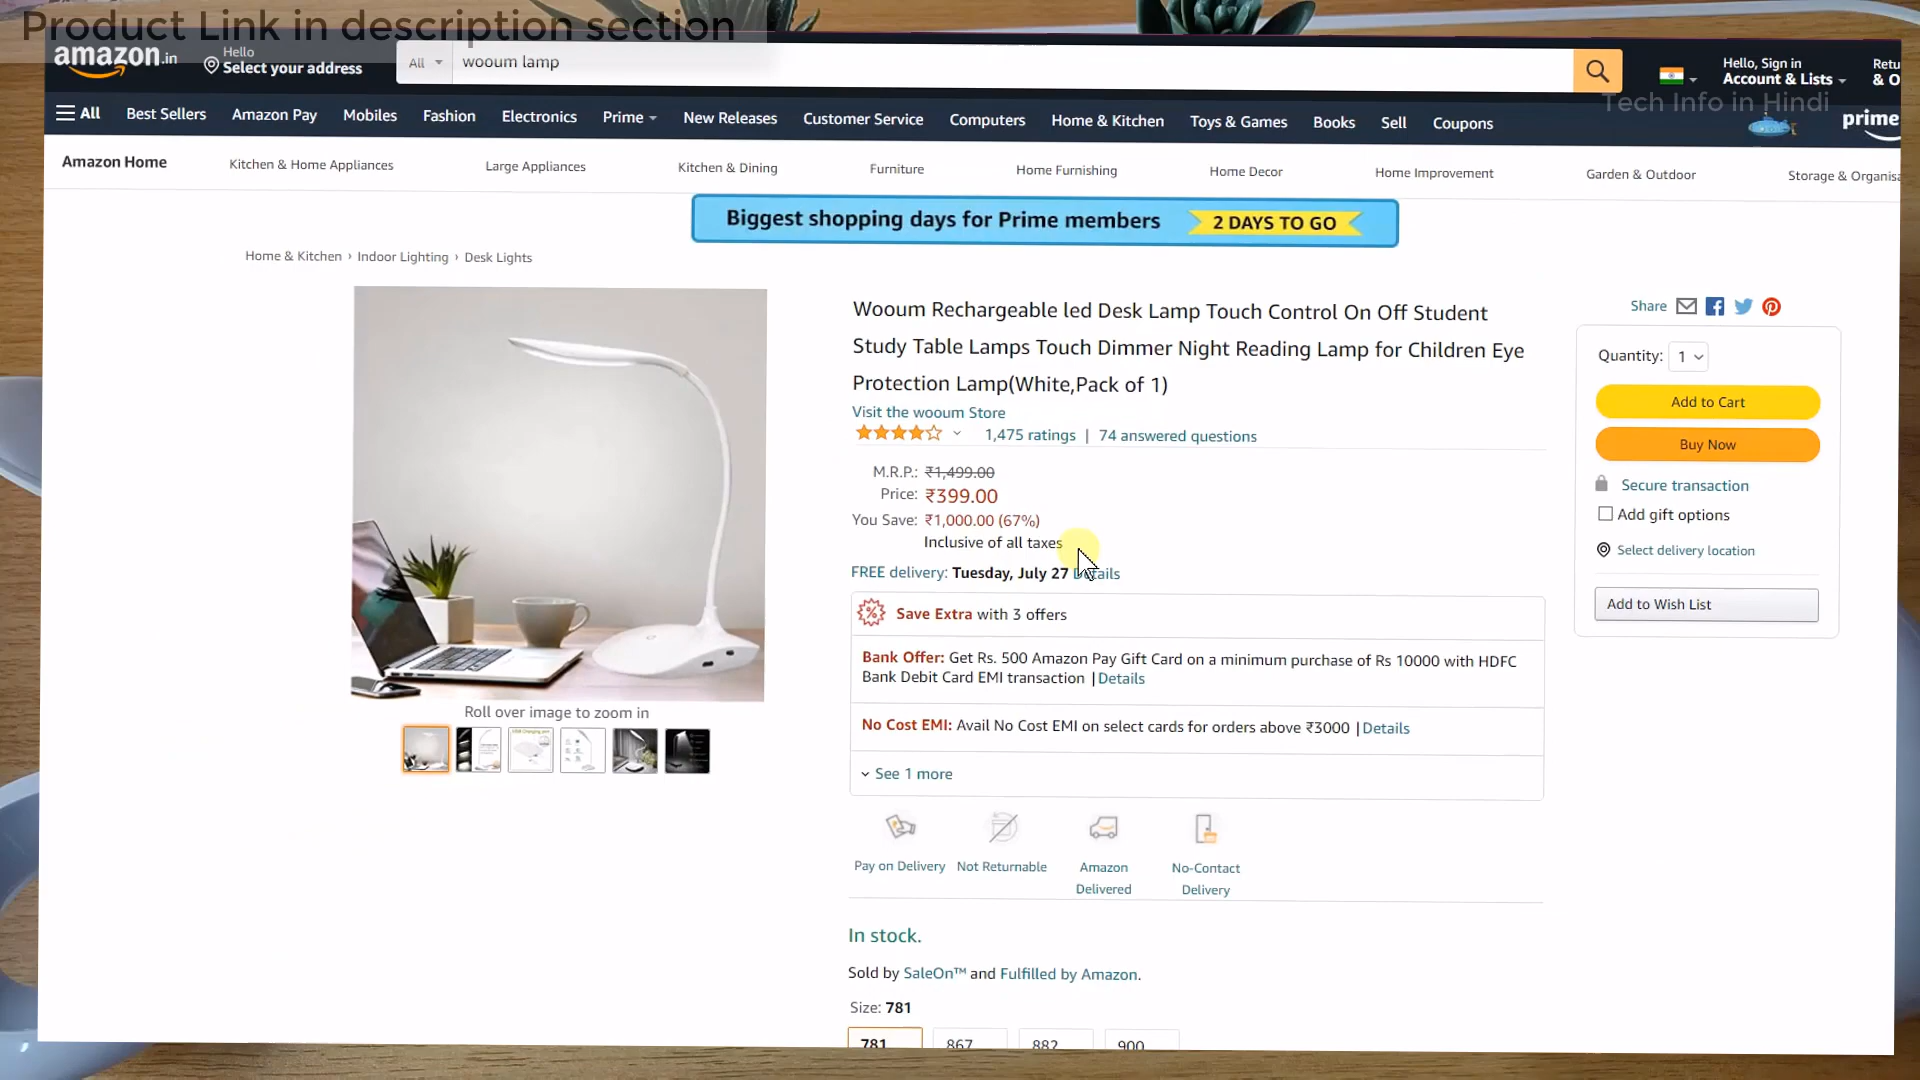 Product Link in description section
amazon.in
Hello
Select your address
All
wooum lamp
Hello, Sign in
Account & Lists
Retu
& O
Tech Info in Hindi
All
Best Sellers
Amazon Pay
Mobiles
Fashion
Electronics
Prime
New Releases
Customer Service
Computers
Home & Kitchen
Toys & Games
Books
Sell
Coupons
prime
Amazon Home
Kitchen & Home Appliances
Large Appliances
Kitchen & Dining
Furniture
Home Furnishing
Home Decor
Home Improvement
Garden & Outdoor
Storage & Organisa
Biggest shopping days for Prime members
2 DAYS TO GO
Home & Kitchen › Indoor Lighting › Desk Lights
Wooum Rechargeable led Desk Lamp Touch Control On Off Student
Study Table Lamps Touch Dimmer Night Reading Lamp for Children Eye
Protection Lamp(White,Pack of 1)
Visit the wooum Store
1,475 ratings | 74 answered questions
M.R.P.: ₹1,499.00
Price: ₹399.00
You Save: ₹1,000.00 (67%)
Inclusive of all taxes
FREE delivery: Tuesday, July 27 Details
Save Extra with 3 offers
Bank Offer: Get Rs. 500 Amazon Pay Gift Card on a minimum purchase of Rs 10000 with HDFC
Bank Debit Card EMI transaction |Details
No Cost EMI: Avail No Cost EMI on select cards for orders above ₹3000 |Details
See 1 more
Pay on Delivery
Not Returnable
Amazon
Delivered
No-Contact
Delivery
In stock.
Sold by SaleOn™ and Fulfilled by Amazon.
Size: 781
781
867
882
900
Roll over image to zoom in
Share
Quantity: 1
Add to Cart
Buy Now
Secure transaction
Add gift options
Select delivery location
Add to Wish List